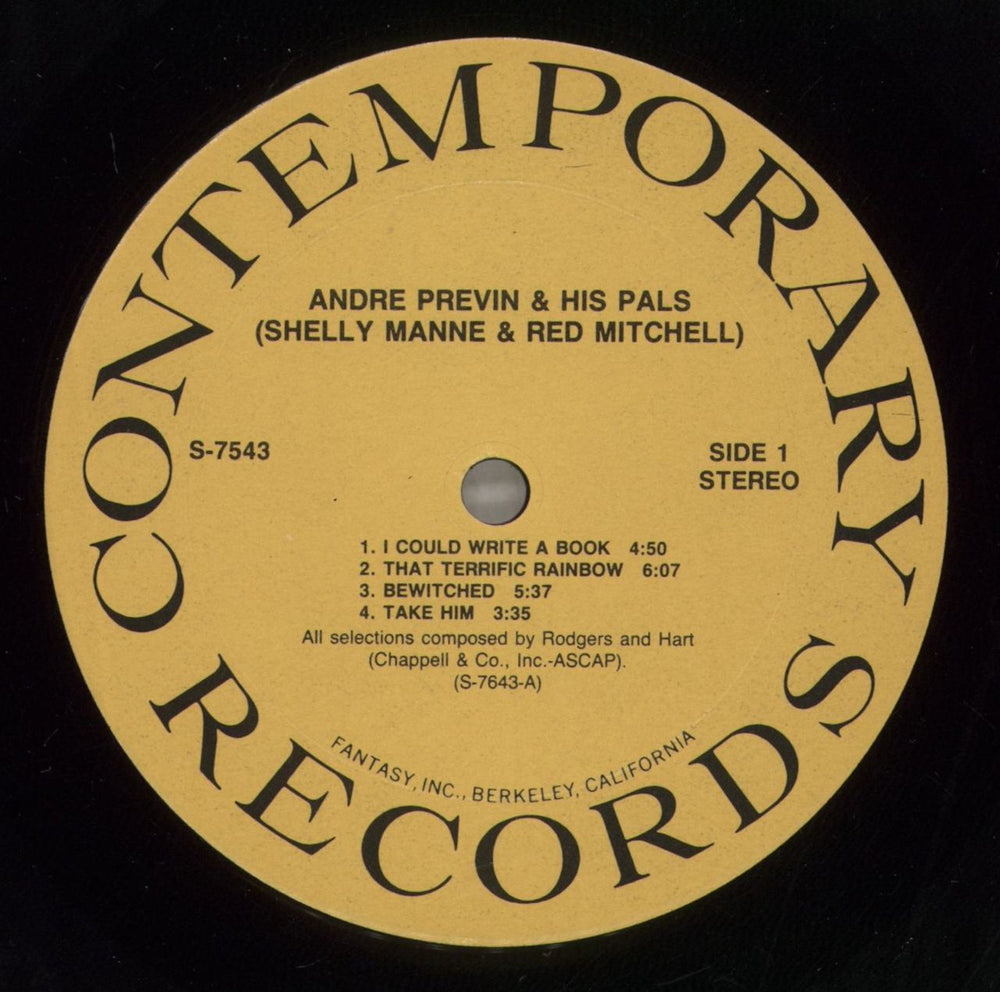 CONTEMPORARY
ANDRE PREVIN & HIS PALS
(SHELLY MANNE & RED MITCHELL)
S-7543
SIDE 1
STEREO
1. I COULD WRITE A BOOK 4:50
2. THAT TERRIFIC RAINBOW 6:07
3. BEWITCHED 5:37
4. TAKE HIM 3:35
All selections composed by Rodgers and Hart
(Chappell & Co., Inc.-ASCAP).
(S-7643-A)
FANTASY, INC., BERKELEY, CALIFORNIA
RECORDS